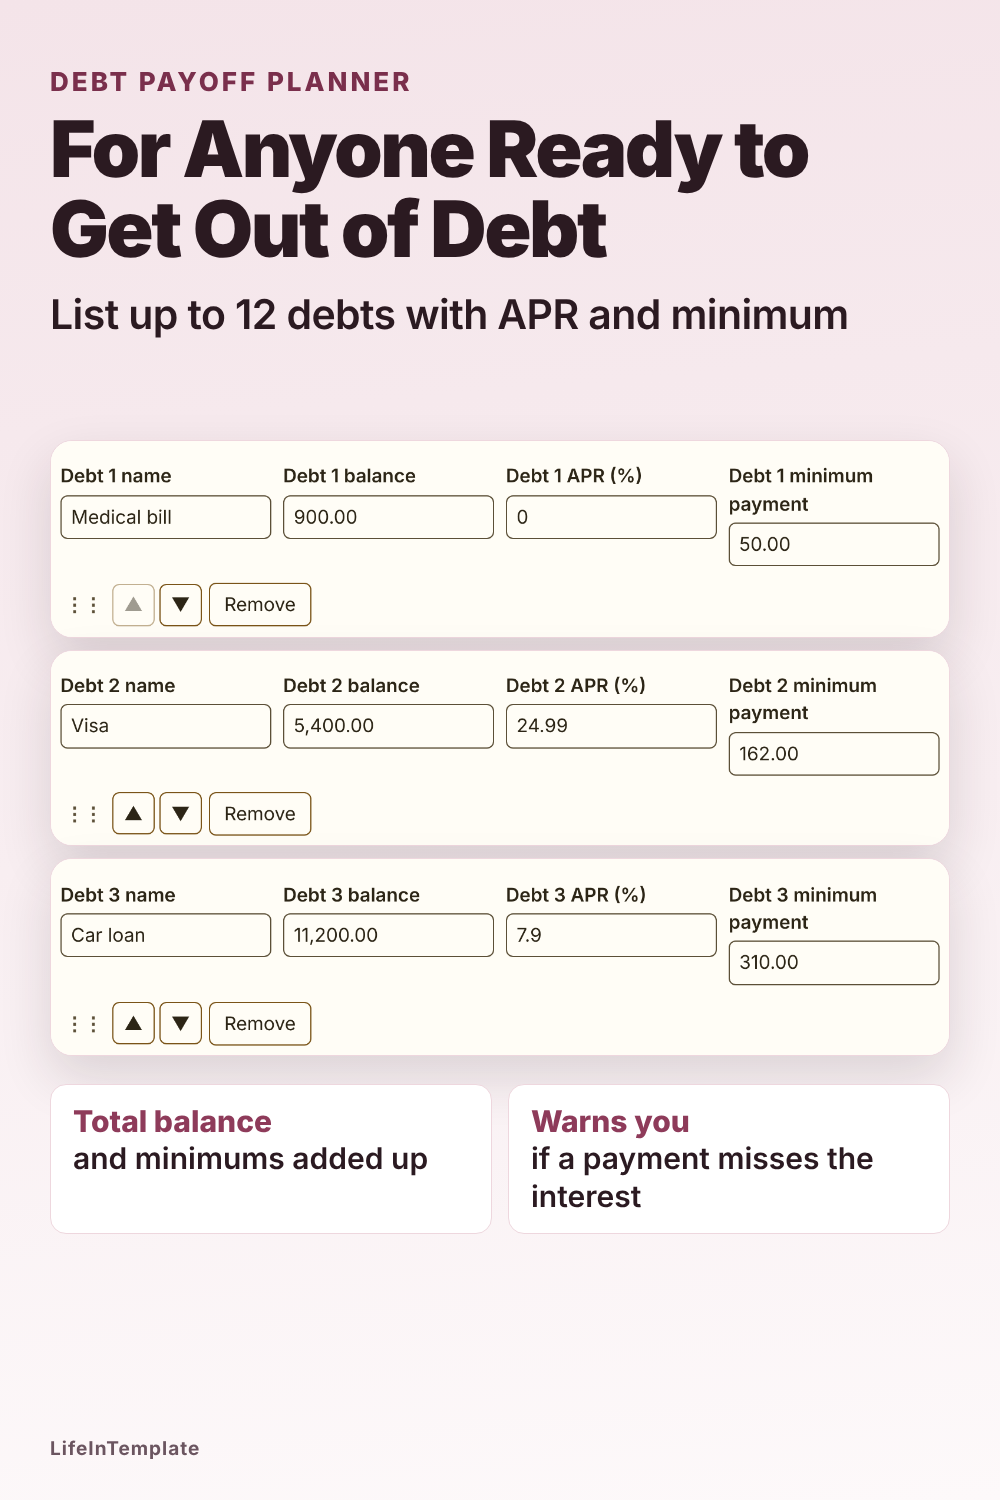 DEBT PAYOFF PLANNER
For Anyone Ready to
Get Out of Debt
List up to 12 debts with APR and minimum
Debt 1 name
Debt 1 balance
Debt 1 APR (%)
Debt 1 minimum
payment
Medical bill
900.00
0
50.00
Remove
Debt 2 name
Debt 2 balance
Debt 2 APR (%)
Debt 2 minimum
payment
Visa
5,400.00
24.99
162.00
Remove
Debt 3 name
Debt 3 balance
Debt 3 APR (%)
Debt 3 minimum
payment
Car loan
11,200.00
7.9
310.00
Remove
Total balance
and minimums added up
Warns you
if a payment misses the
interest
LifeInTemplate